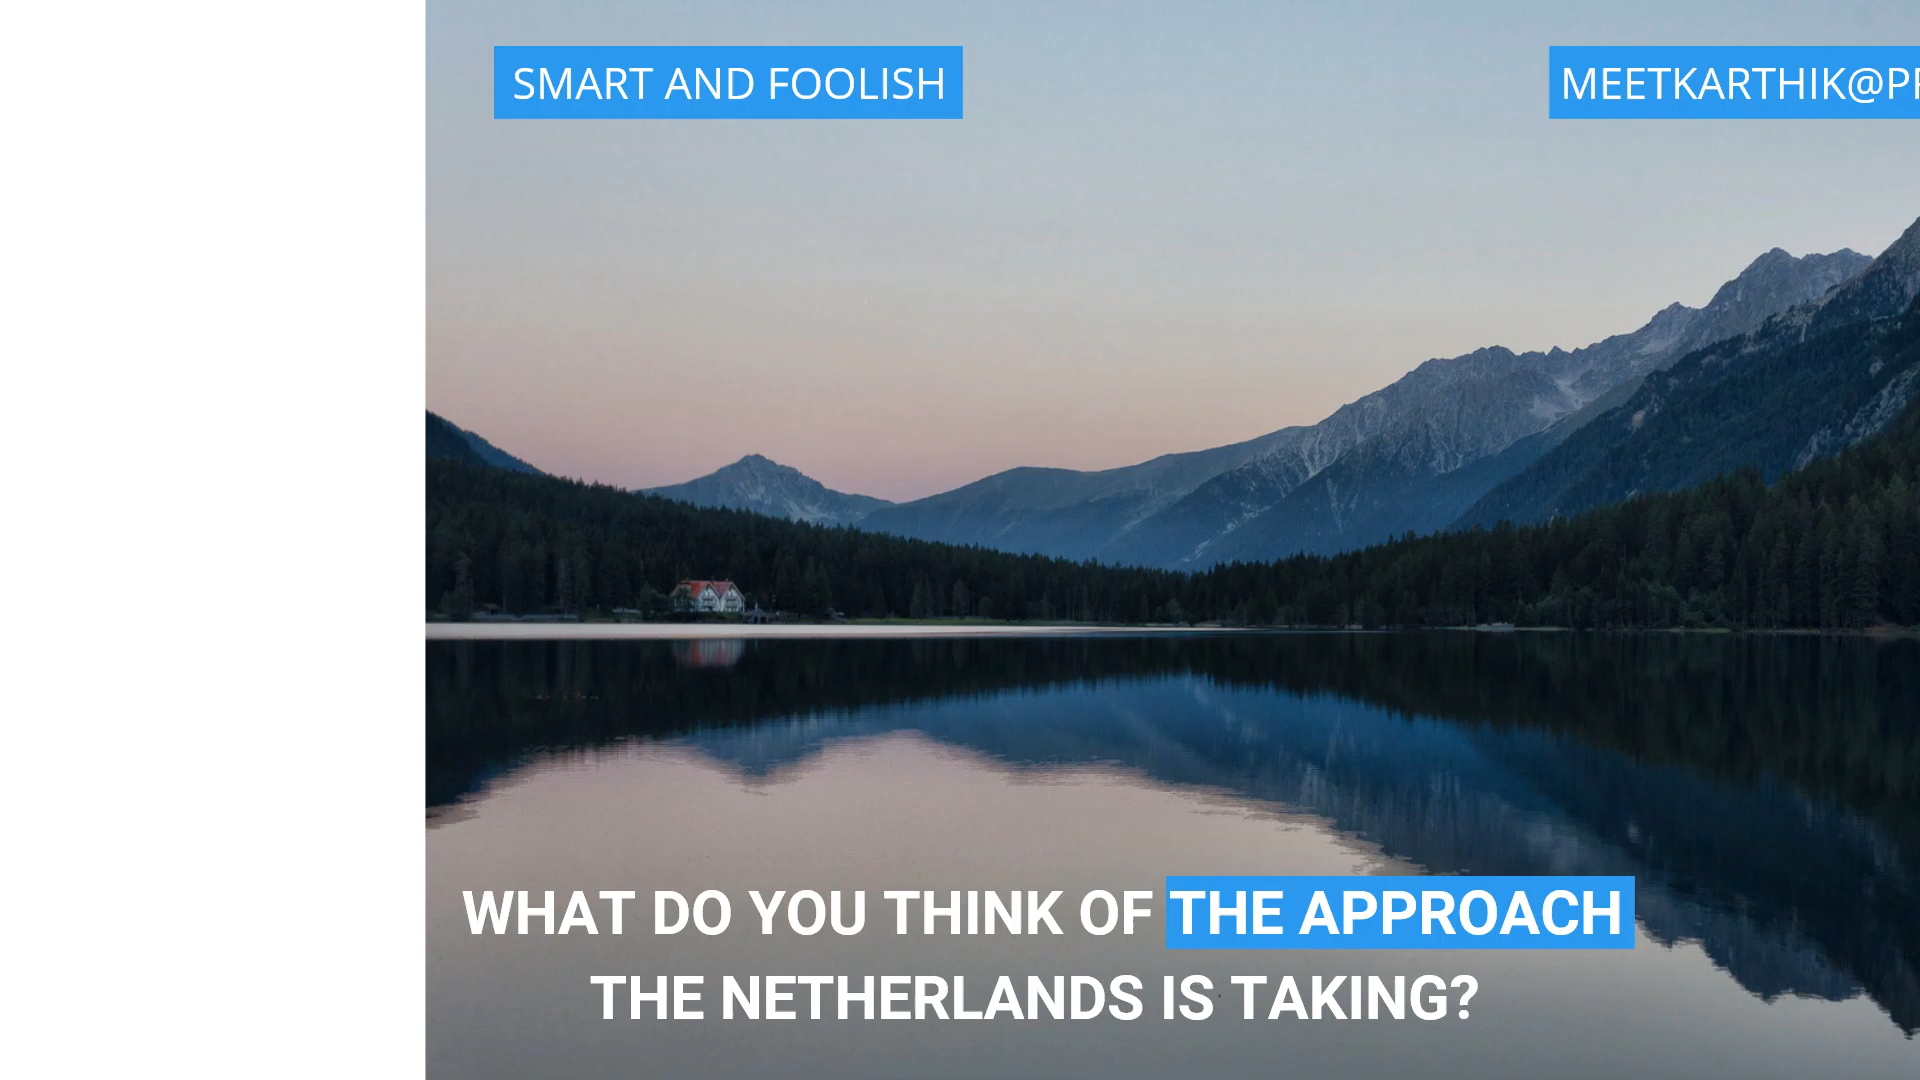 SMART AND FOOLISH
MEETKARTHIK@P
WHAT DO YOU THINK OF THE APPROACH
THE NETHERLANDS IS TAKING?